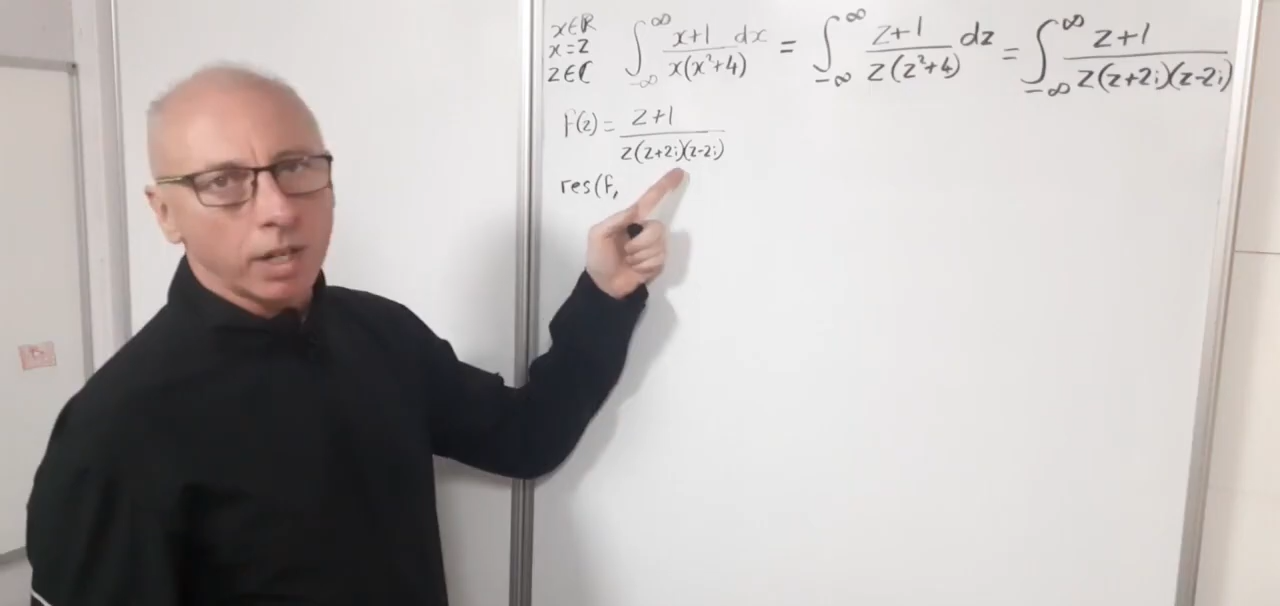 x∈ℝ
x=z
z∈ℂ
∫_{-∞}^{∞} (x+1)/(x(x²+4)) dx = ∫_{-∞}^{∞} (z+1)/(z(z²+4)) dz = ∫_{-∞}^{∞} (z+1)/(z(z+2i)(z-2i))
f(z) = (z+1)/(z(z+2i)(z-2i))
res(f,